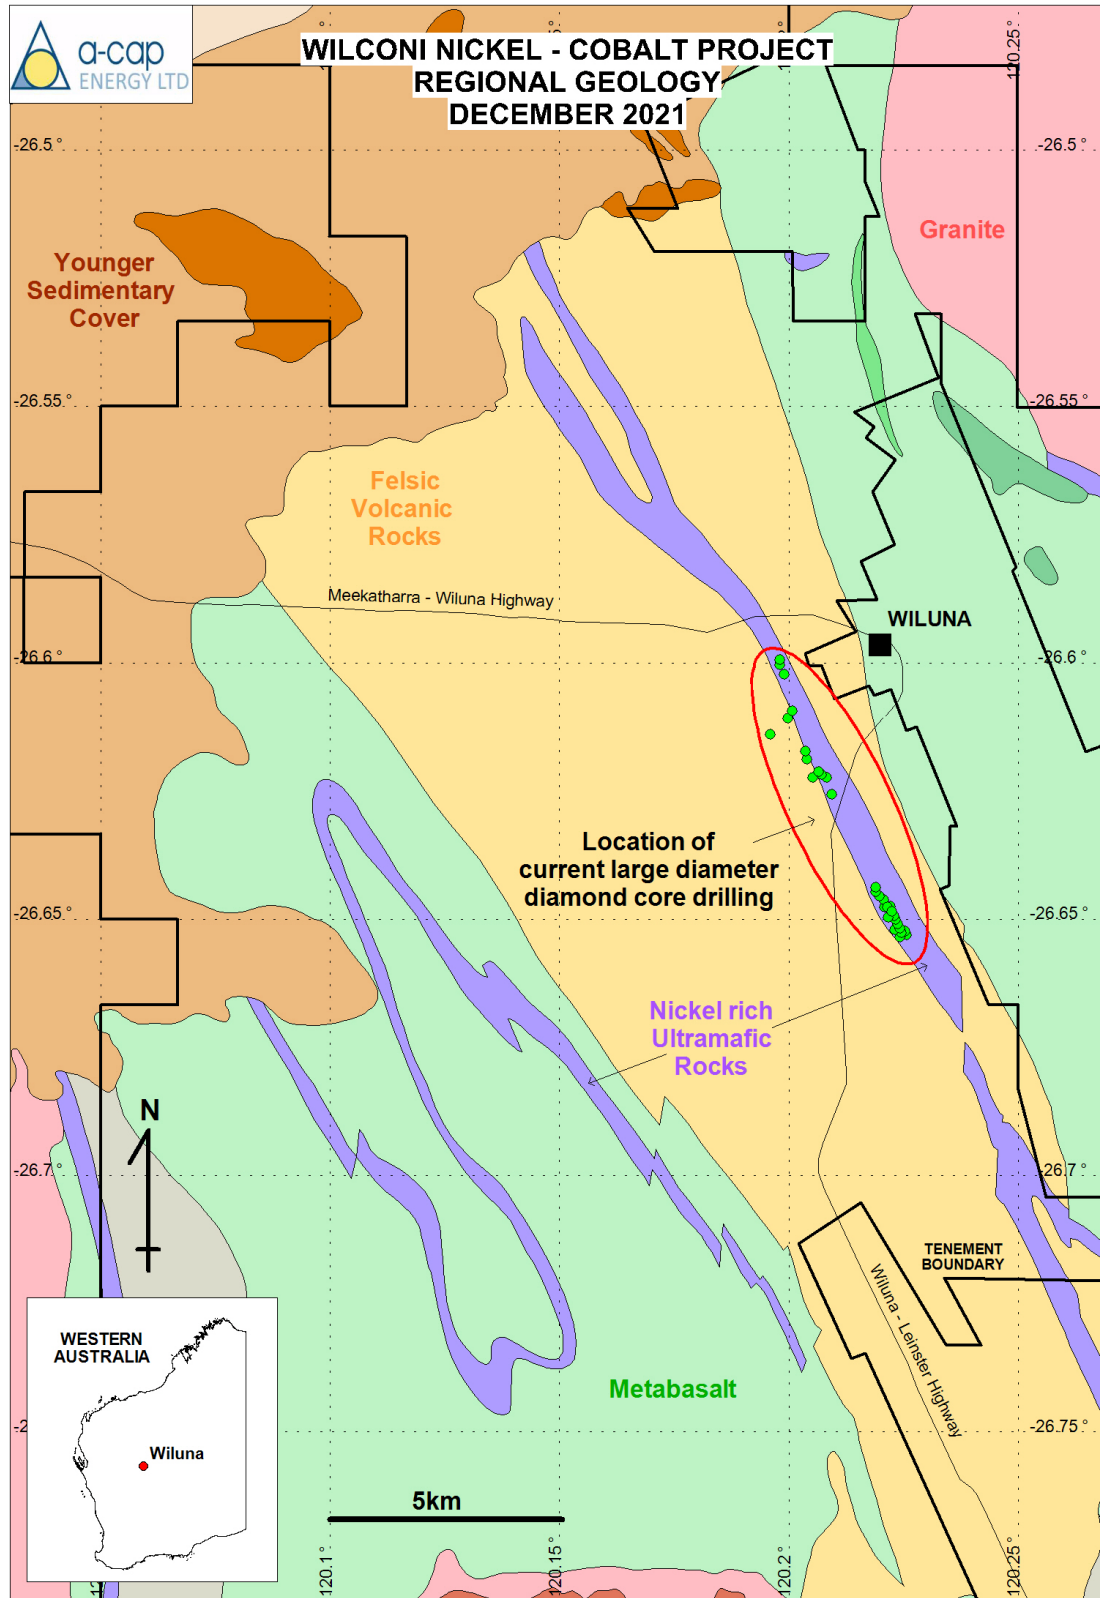 a-cap
ENERGY LTD
WILCONI NICKEL - COBALT PROJECT
REGIONAL GEOLOGY
DECEMBER 2021
120.25°
-26.5°
-26.5°
Granite
Younger
Sedimentary
Cover
-26.55°
-26.55°
Felsic
Volcanic
Rocks
Meekatharra - Wiluna Highway
WILUNA
-26.6°
-26.6°
Location of
current large diameter
diamond core drilling
-26.65°
-26.65°
Nickel rich
Ultramafic
Rocks
N
-26.7°
-26.7°
TENEMENT
BOUNDARY
Wiluna - Leinster Highway
WESTERN
AUSTRALIA
Wiluna
Metabasalt
-26.75°
5km
120.1°
120.15°
120.2°
120.25°